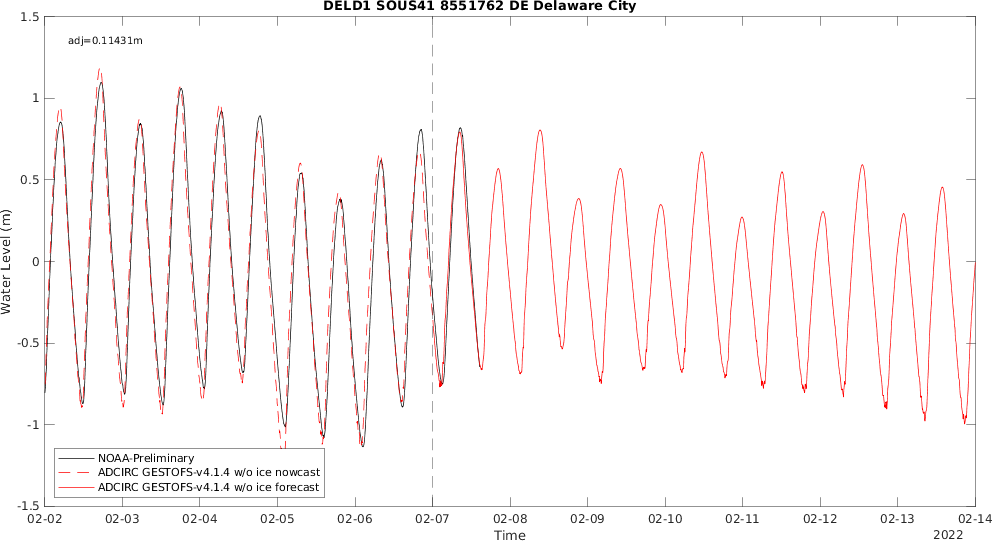 DELD1 SOUS41 8551762 DE Delaware City
adj=0.11431m
1.5
1
0.5
0
-0.5
-1
-1.5
Water Level (m)
NOAA-Preliminary
ADCIRC GESTOFS-v4.1.4 w/o ice nowcast
ADCIRC GESTOFS-v4.1.4 w/o ice forecast
02-02 02-03 02-04 02-05 02-06 02-07 02-08 02-09 02-10 02-11 02-12 02-13 02-14
Time
2022